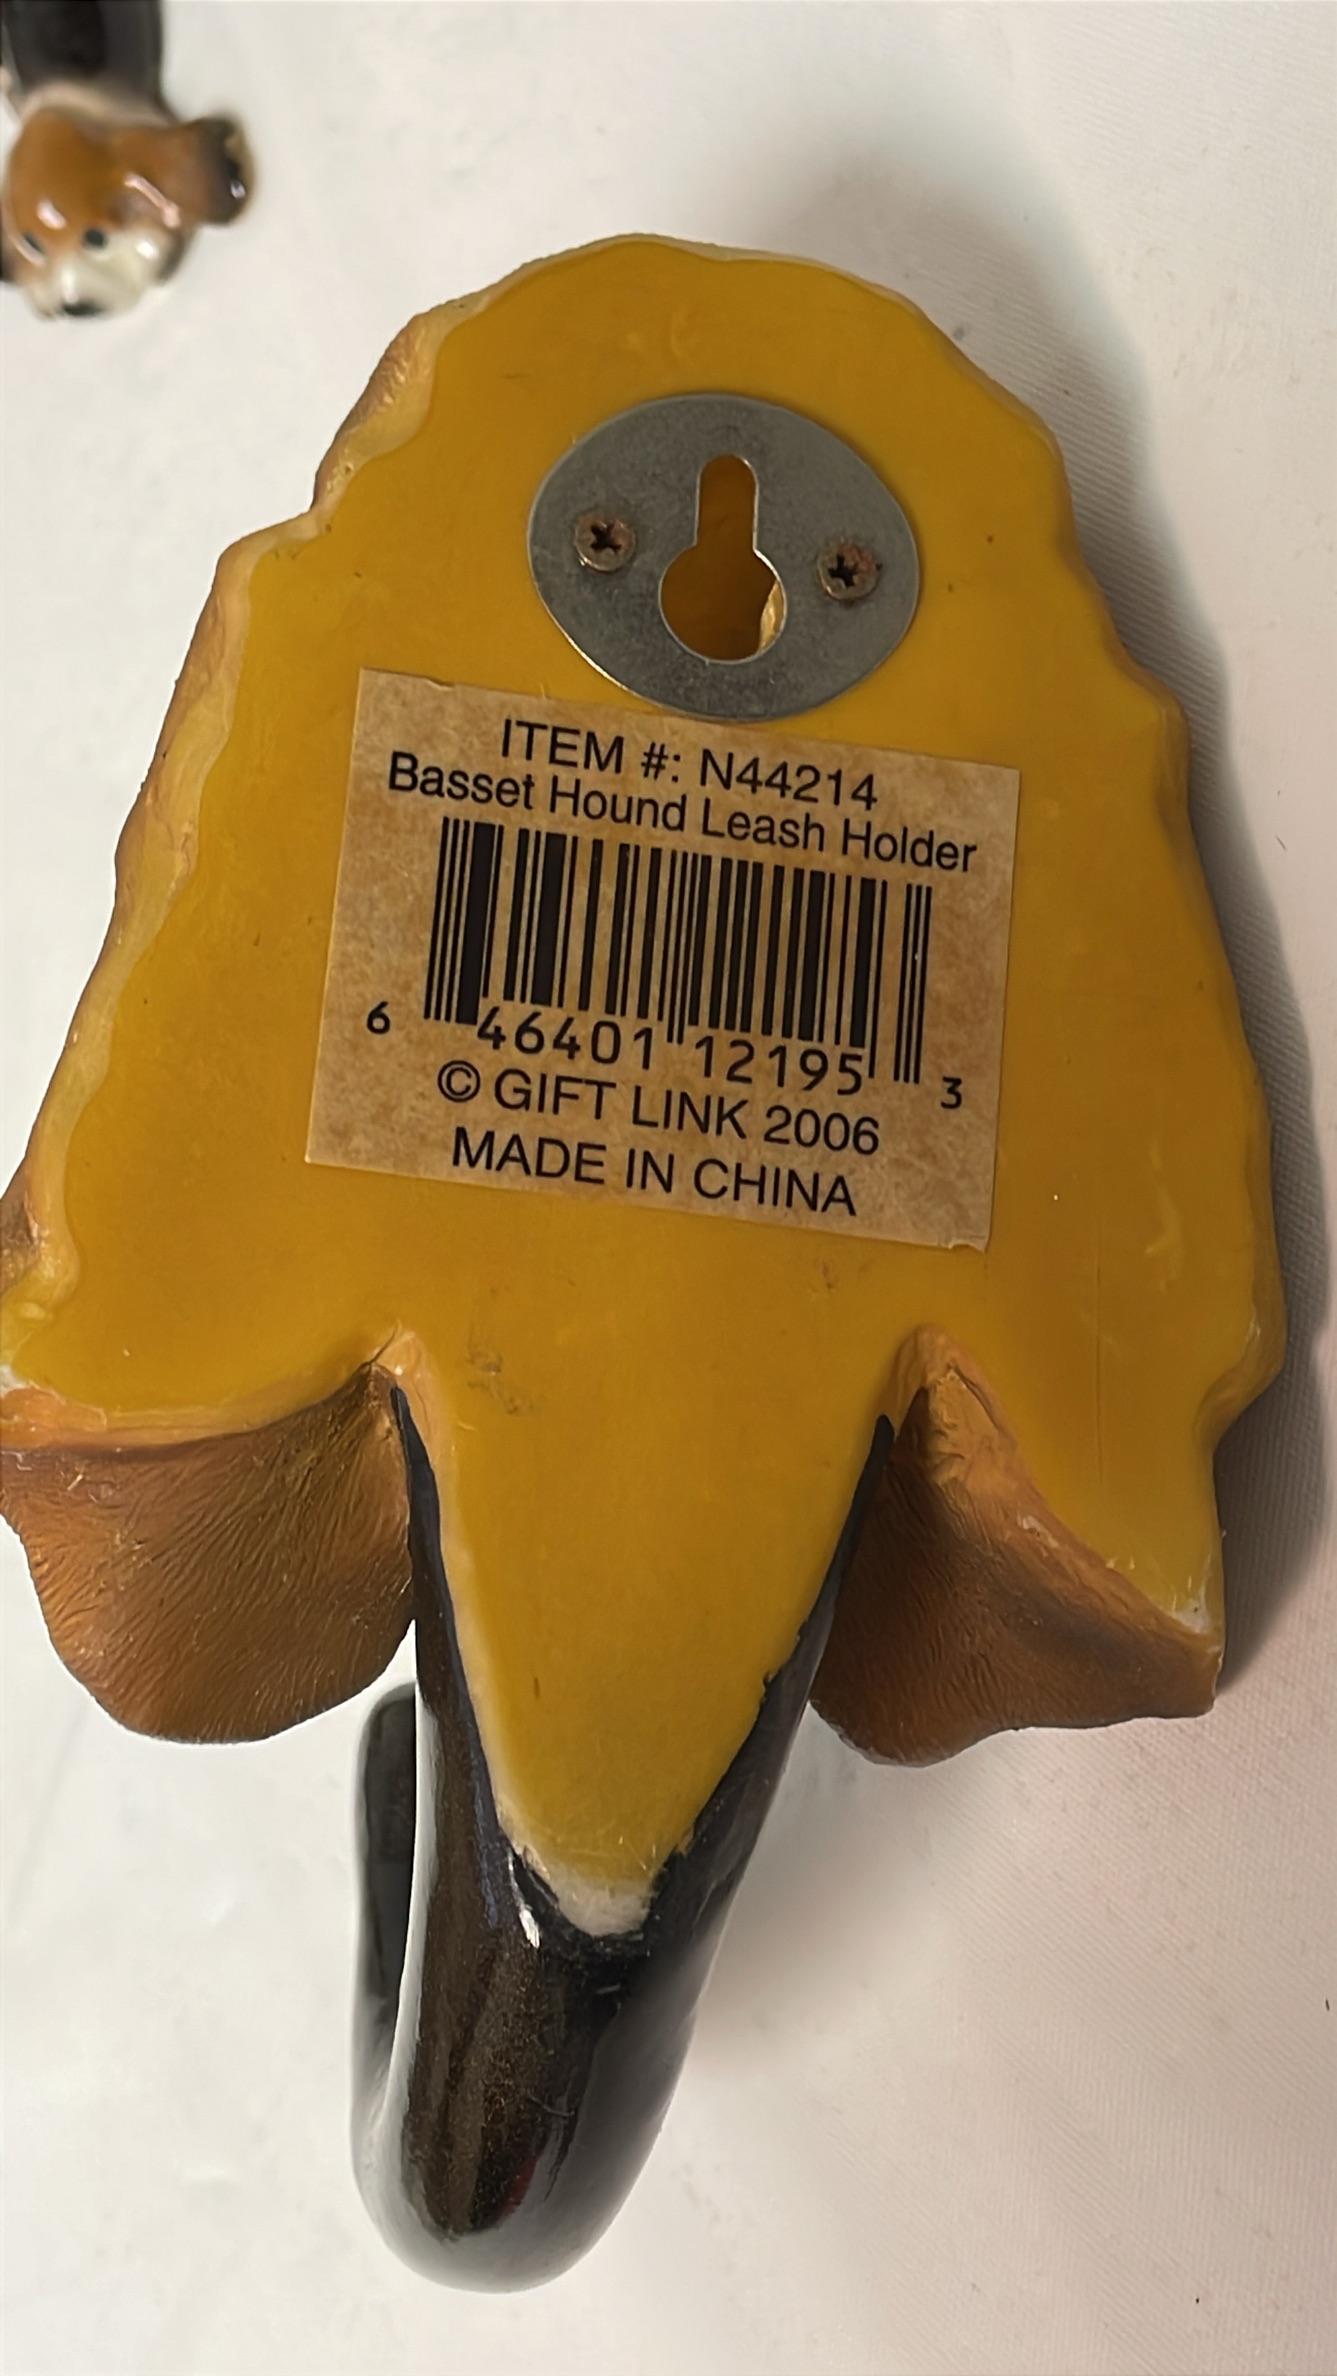 ITEM #: N44214
Basset Hound Leash Holder
6 46401 12195 3
© GIFT LINK 2006
MADE IN CHINA